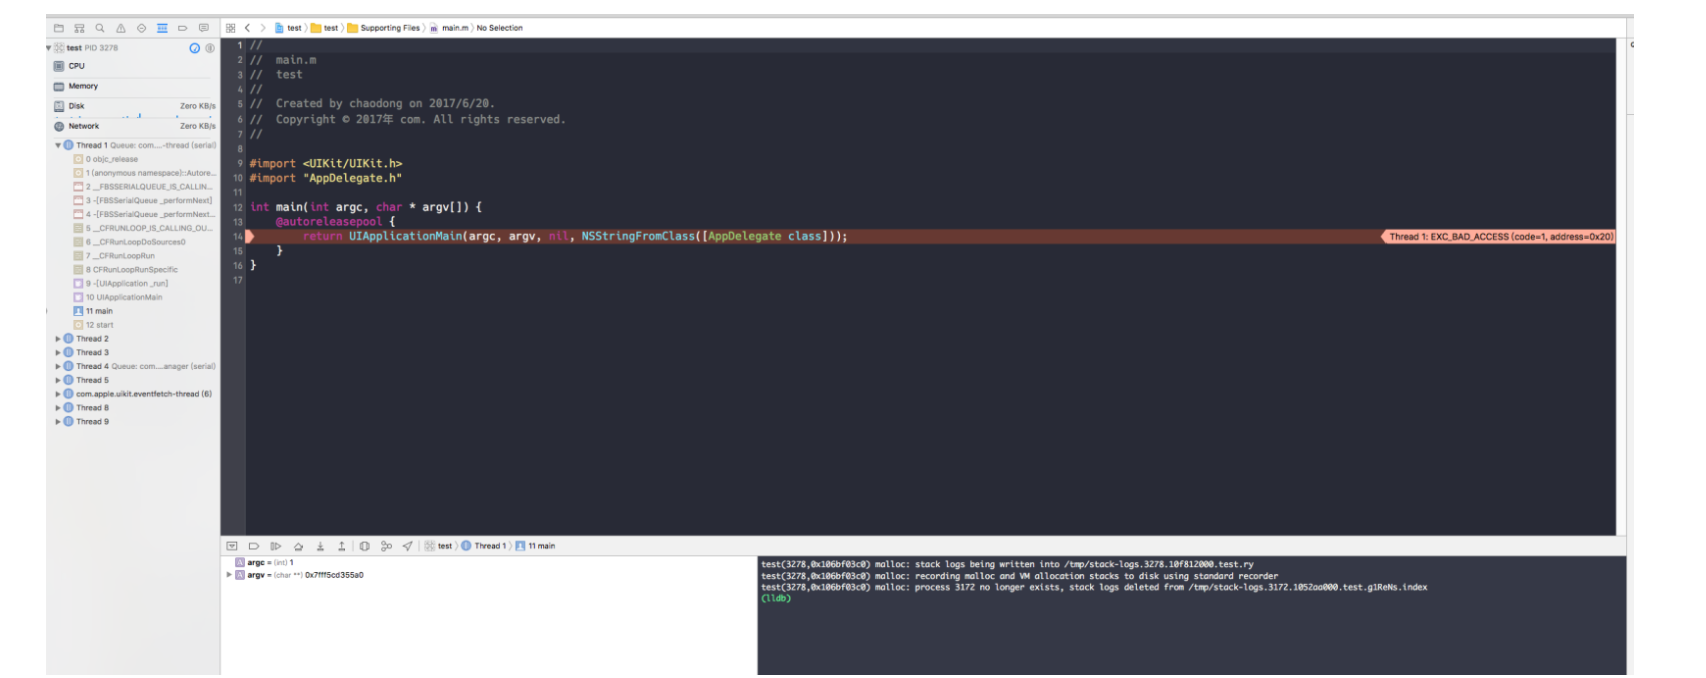 test 〉 test 〉 Supporting Files 〉 main.m 〉 No Selection
test PID 3278
CPU
Memory
Disk Zero KB/s
Network Zero KB/s
Thread 1 Queue: com....-thread (serial)
0 objc_release
1 (anonymous namespace)::Autore...
2 __FBSSERIALQUEUE_IS_CALLIN...
3 -[FBSSerialQueue _performNext]
4 -[FBSSerialQueue _performNext...
5 __CFRUNLOOP_IS_CALLING_OU...
6 __CFRunLoopDoSources0
7 __CFRunLoopRun
8 CFRunLoopRunSpecific
9 -[UIApplication _run]
10 UIApplicationMain
11 main
12 start
Thread 2
Thread 3
Thread 4 Queue: com....anager (serial)
Thread 5
com.apple.uikit.eventfetch-thread (6)
Thread 8
Thread 9
1 //
2 //  main.m
3 //  test
4 //
5 //  Created by chaodong on 2017/6/20.
6 //  Copyright © 2017年 com. All rights reserved.
7 //
8
9 #import <UIKit/UIKit.h>
10 #import "AppDelegate.h"
11
12 int main(int argc, char * argv[]) {
13     @autoreleasepool {
14         return UIApplicationMain(argc, argv, nil, NSStringFromClass([AppDelegate class])); Thread 1: EXC_BAD_ACCESS (code=1, address=0x20)
15     }
16 }
17
test 〉 Thread 1 〉 11 main
argc = (int) 1
argv = (char **) 0x7fff5cd355a0
test(3278,0x106bf03c0) malloc: stack logs being written into /tmp/stack-logs.3278.10f812000.test.ry
test(3278,0x106bf03c0) malloc: recording malloc and VM allocation stacks to disk using standard recorder
test(3278,0x106bf03c0) malloc: process 3172 no longer exists, stack logs deleted from /tmp/stack-logs.3172.1052aa000.test.g1ReNs.index
(lldb)